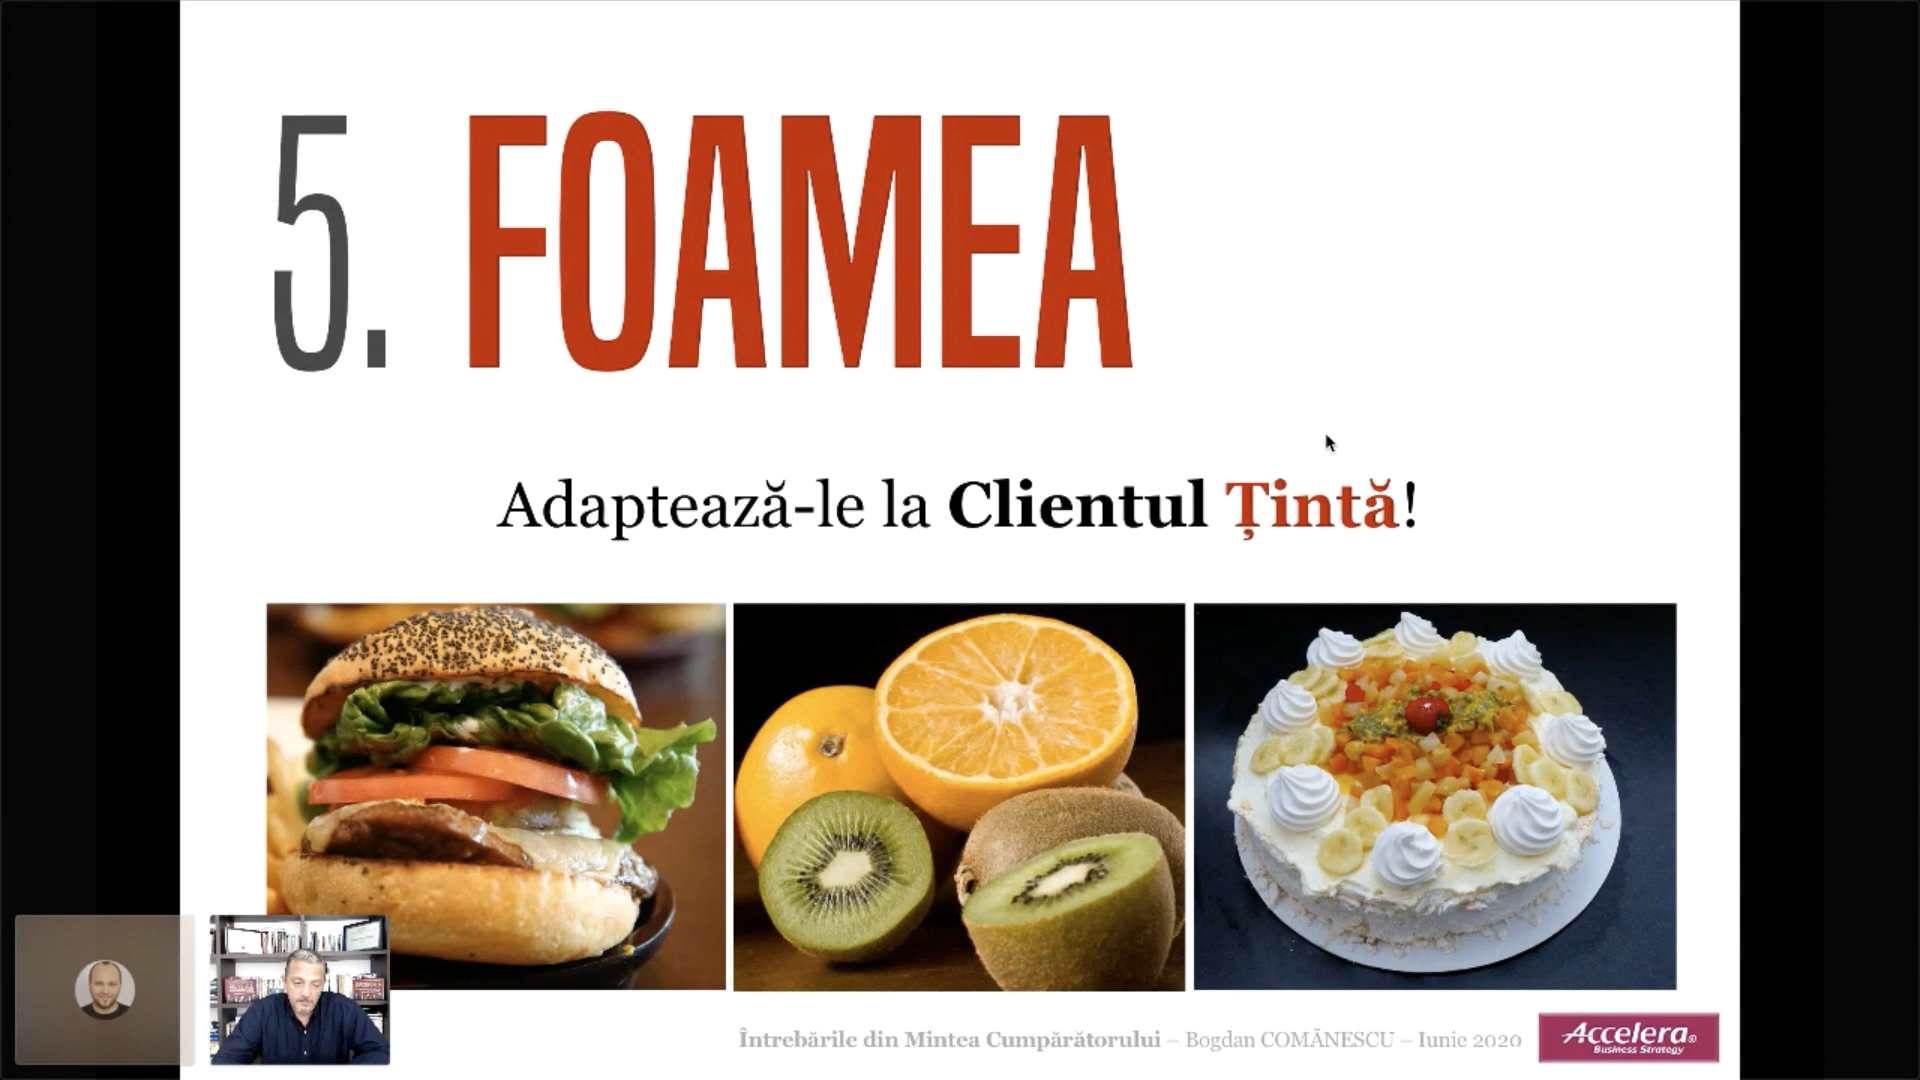 5. FOAMEA
Adaptează-le la Clientul Țintă!
Întrebările din Mintea Cumpărătorului – Bogdan COMĂNESCU – Iunie 2020
Accelera®
Business Strategy